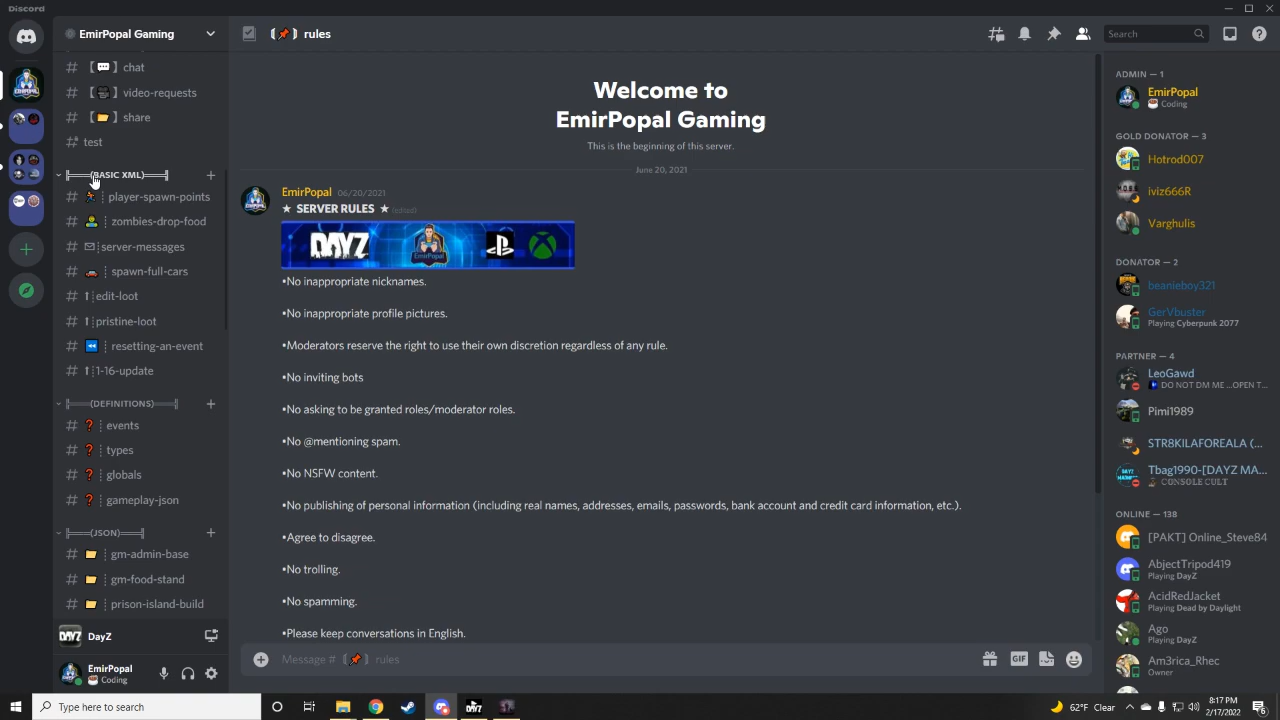 Discord
EmirPopal Gaming
rules
Search
chat
video-requests
share
test
(BASIC XML)
player-spawn-points
zombies-drop-food
server-messages
spawn-full-cars
edit-loot
pristine-loot
resetting-an-event
1-16-update
(DEFINITIONS)
events
types
globals
gameplay-json
(JSON)
gm-admin-base
gm-food-stand
prison-island-build
DAYZ DayZ
EmirPopal
Coding
Welcome to
EmirPopal Gaming
This is the beginning of this server.
June 20, 2021
EmirPopal 06/20/2021
★ SERVER RULES ★ (edited)
DAYZ EmirPopal
•No inappropriate nicknames.
•No inappropriate profile pictures.
•Moderators reserve the right to use their own discretion regardless of any rule.
•No inviting bots
•No asking to be granted roles/moderator roles.
•No @mentioning spam.
•No NSFW content.
•No publishing of personal information (including real names, addresses, emails, passwords, bank account and credit card information, etc.).
•Agree to disagree.
•No trolling.
•No spamming.
•Please keep conversations in English.
Message # rules
GIF
ADMIN — 1
EmirPopal
Coding
GOLD DONATOR — 3
Hotrod007
iviz666R
Varghulis
DONATOR — 2
beanieboy321
GerVbuster
Playing Cyberpunk 2077
PARTNER — 4
LeoGawd
DO NOT DM ME ...OPEN T...
Pimi1989
STR8KILAFOREALA (...
Tbag1990-[DAYZ MA...
CONSOLE CULT
ONLINE — 138
[PAKT] Online_Steve84
AbjectTripod419
Playing DayZ
AcidRedJacket
Playing Dead by Daylight
Ago
Playing DayZ
Am3rica_Rhec
Owner
Type here to search
62°F Clear
8:17 PM
2/17/2022
6